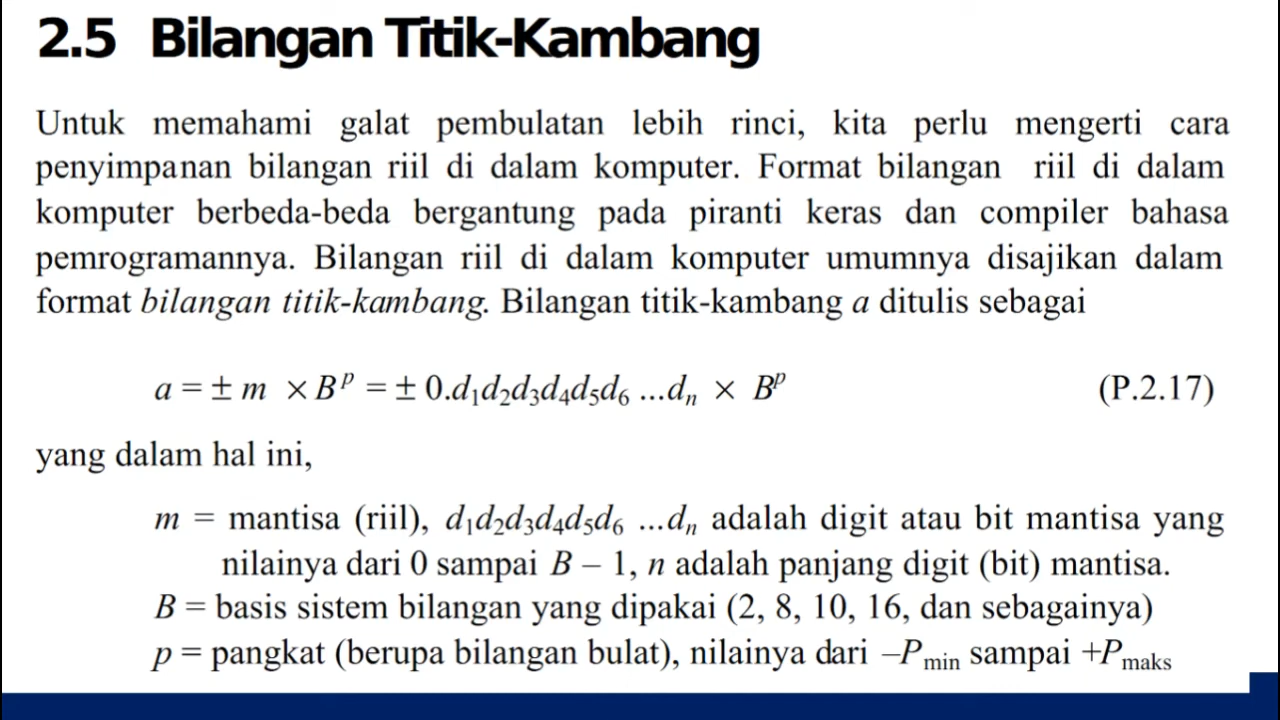 2.5 Bilangan Titik-Kambang
Untuk memahami galat pembulatan lebih rinci, kita perlu mengerti cara
penyimpanan bilangan riil di dalam komputer. Format bilangan riil di dalam
komputer berbeda-beda bergantung pada piranti keras dan compiler bahasa
pemrogramannya. Bilangan riil di dalam komputer umumnya disajikan dalam
format bilangan titik-kambang. Bilangan titik-kambang a ditulis sebagai
a = ± m × Bᵖ = ± 0.d₁d₂d₃d₄d₅d₆ ...dₙ × Bᵖ (P.2.17)
yang dalam hal ini,
m = mantisa (riil), d₁d₂d₃d₄d₅d₆ ...dₙ adalah digit atau bit mantisa yang
nilainya dari 0 sampai B – 1, n adalah panjang digit (bit) mantisa.
B = basis sistem bilangan yang dipakai (2, 8, 10, 16, dan sebagainya)
p = pangkat (berupa bilangan bulat), nilainya dari –Pmin sampai +Pmaks